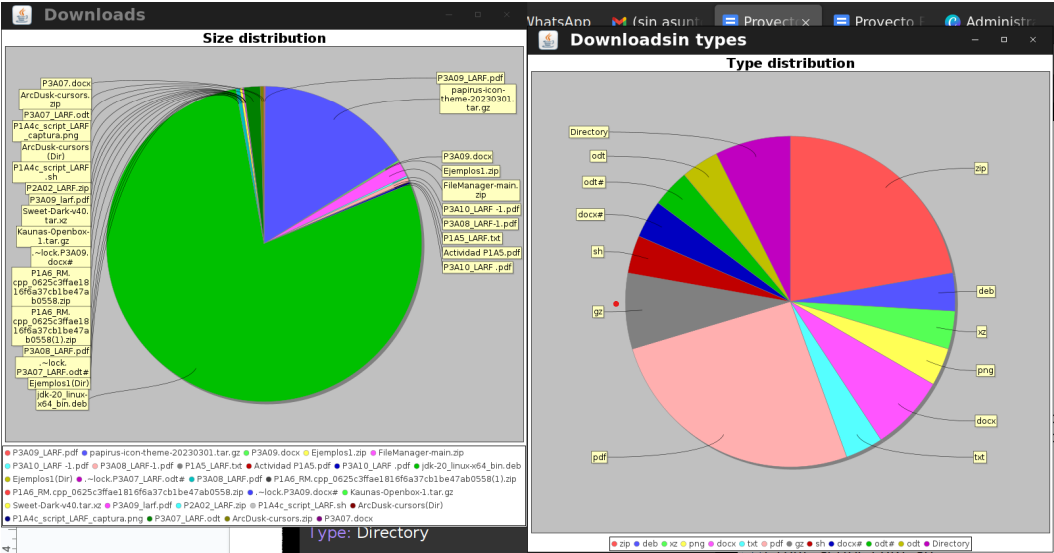 Downloads
WhatsApp
(sin asunt
Proyecto
×
Proyecto f
Administra
Size distribution
P3A07.docx
ArcDusk-cursors.
zip
P3A07_LARF.odt
P1A4c_script_LARF
_captura.png
ArcDusk-cursors
(Dir)
P1A4c_script_LARF
.sh
P2A02_LARF.zip
P3A09_larf.pdf
Sweet-Dark-v40.
tar.xz
Kaunas-Openbox-
1.tar.gz
.~lock.P3A09.
docx#
P1A6_RM.
cpp_0625c3ffae18
16f6a37cb1be47a
b0558.zip
P1A6_RM.
cpp_0625c3ffae18
16f6a37cb1be47a
b0558(1).zip
P3A08_LARF.pdf
.~lock.
P3A07_LARF.odt#
Ejemplos1(Dir)
jdk-20_linux-
x64_bin.deb
P3A09_LARF.pdf
papirus-icon-
theme-20230301.
tar.gz
P3A09.docx
Ejemplos1.zip
FileManager-main.
zip
P3A10_LARF -1.pdf
P3A08_LARF-1.pdf
P1A5_LARF.txt
Actividad P1A5.pdf
P3A10_LARF .pdf
P3A09_LARF.pdf papirus-icon-theme-20230301.tar.gz P3A09.docx Ejemplos1.zip FileManager-main.zip
P3A10_LARF -1.pdf P3A08_LARF-1.pdf P1A5_LARF.txt Actividad P1A5.pdf P3A10_LARF .pdf jdk-20_linux-x64_bin.deb
Ejemplos1(Dir) .~lock.P3A07_LARF.odt# P3A08_LARF.pdf P1A6_RM.cpp_0625c3ffae1816f6a37cb1be47ab0558(1).zip
P1A6_RM.cpp_0625c3ffae1816f6a37cb1be47ab0558.zip .~lock.P3A09.docx# Kaunas-Openbox-1.tar.gz
Sweet-Dark-v40.tar.xz P3A09_larf.pdf P2A02_LARF.zip P1A4c_script_LARF.sh ArcDusk-cursors(Dir)
P1A4c_script_LARF_captura.png P3A07_LARF.odt ArcDusk-cursors.zip P3A07.docx
Type: Directory
Downloadsin types
Type distribution
Directory
odt
odt#
docx#
sh
gz
pdf
zip
deb
xz
png
docx
txt
zip deb xz png docx txt pdf gz sh docx# odt# odt Directory